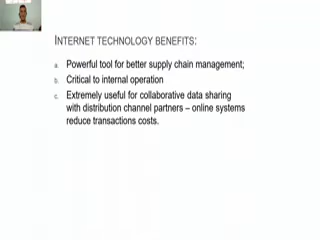 INTERNET TECHNOLOGY BENEFITS:
a. Powerful tool for better supply chain management;
b. Critical to internal operation
c. Extremely useful for collaborative data sharing
with distribution channel partners – online systems
reduce transactions costs.